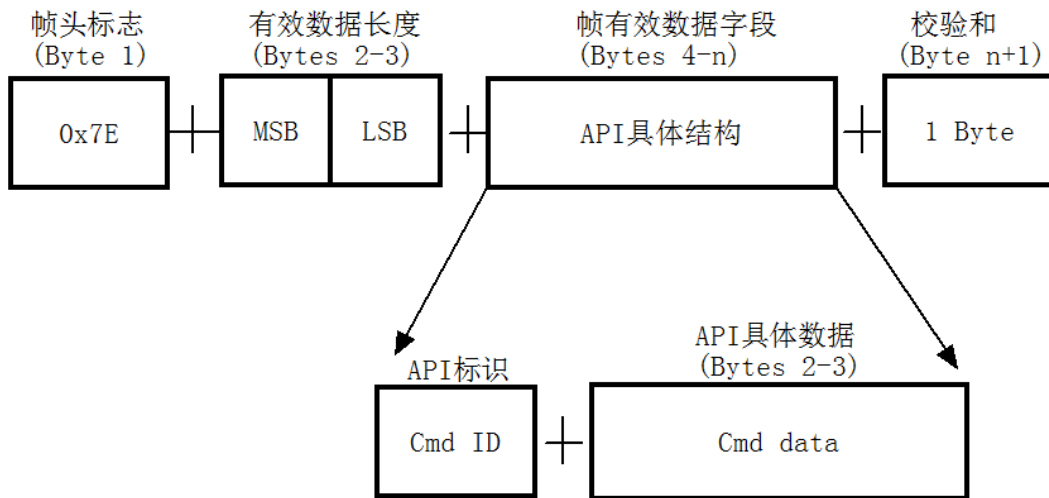 帧头标志
(Byte 1)
有效数据长度
(Bytes 2-3)
帧有效数据字段
(Bytes 4-n)
校验和
(Byte n+1)
0x7E
MSB
LSB
API具体结构
1 Byte
API标识
API具体数据
(Bytes 2-3)
Cmd ID
Cmd data